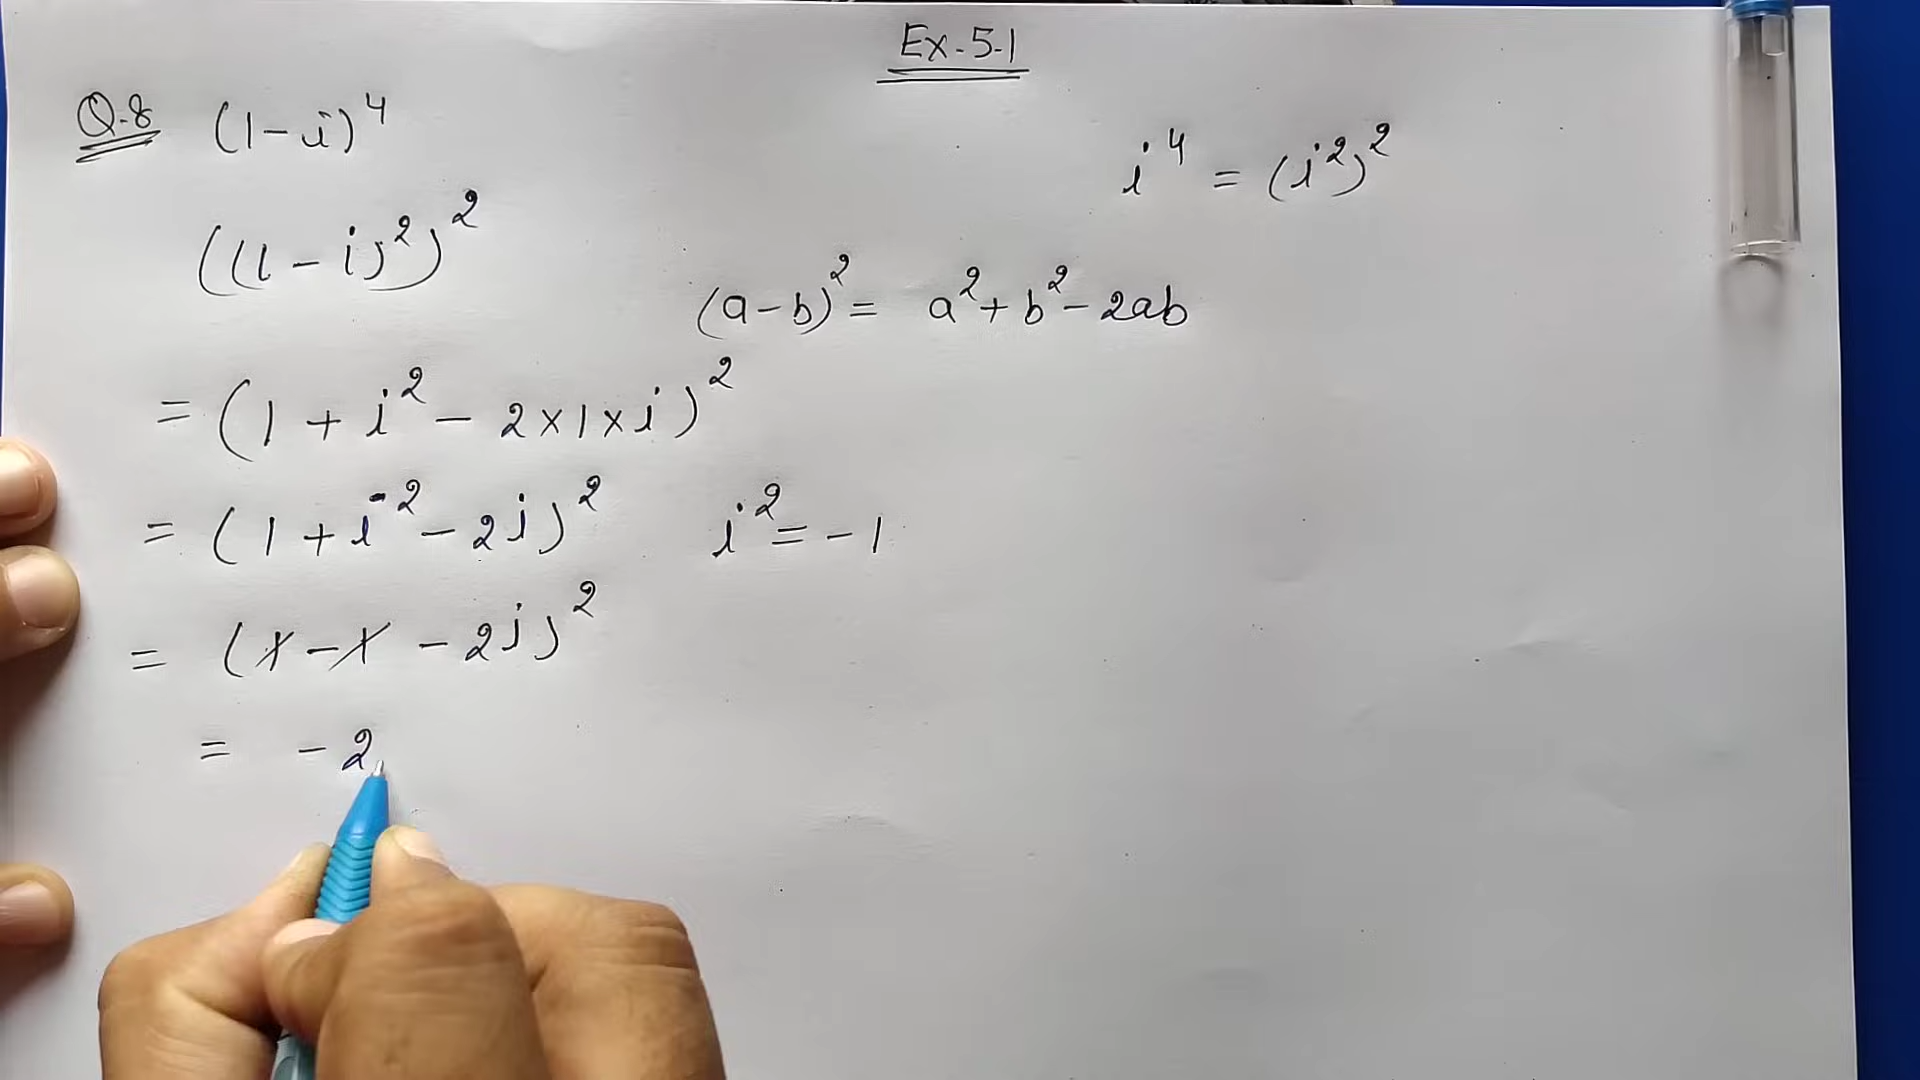 Ex-5.1
Q.8 (1-i)^4
i^4 = (i^2)^2
((1-i)^2)^2
(a-b)^2 = a^2+b^2-2ab
= (1+i^2-2×1×i)^2
= (1+i^2-2i)^2 i^2=-1
= (1-1-2i)^2
= -2